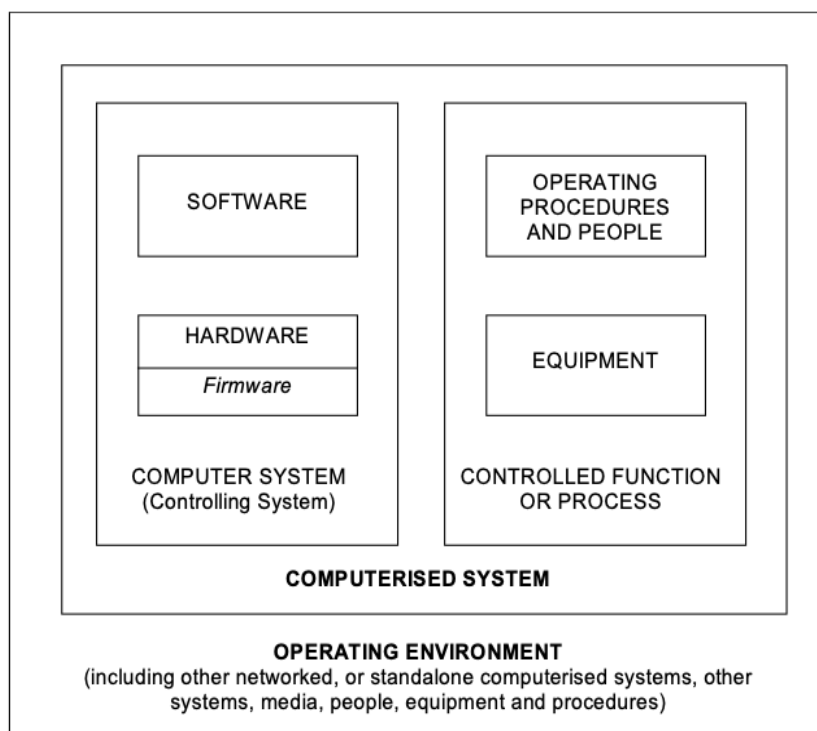 SOFTWARE
HARDWARE
Firmware
COMPUTER SYSTEM
(Controlling System)
OPERATING
PROCEDURES
AND PEOPLE
EQUIPMENT
CONTROLLED FUNCTION
OR PROCESS
COMPUTERISED SYSTEM
OPERATING ENVIRONMENT
(including other networked, or standalone computerised systems, other
systems, media, people, equipment and procedures)